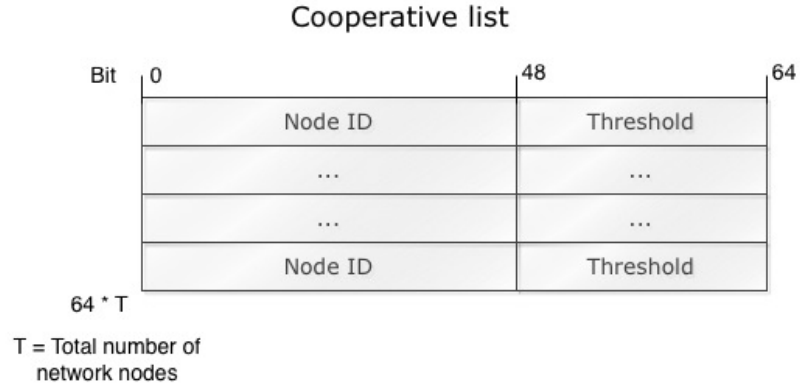 Cooperative list
Bit 0 48 64
Node ID Threshold
... ...
... ...
Node ID Threshold
64 * T
T = Total number of
network nodes